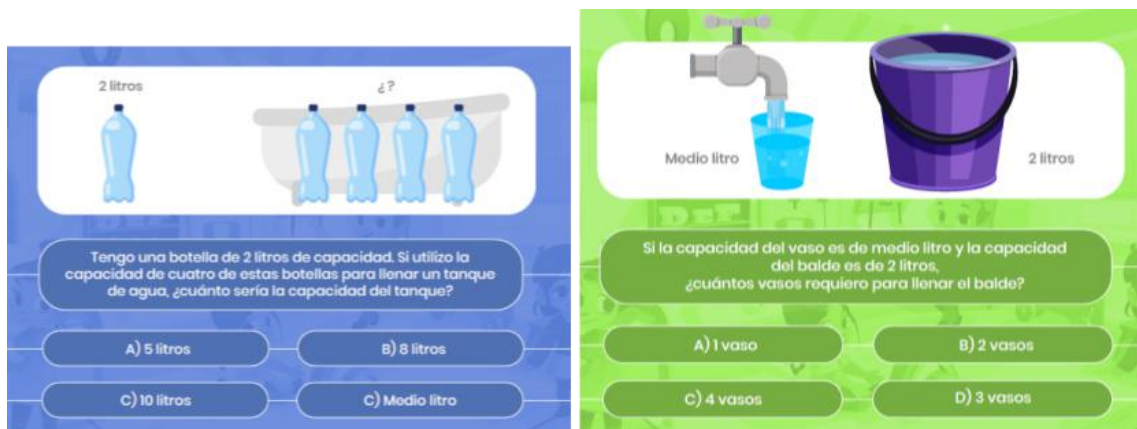 2 litros
¿?
Tengo una botella de 2 litros de capacidad. Si utilizo la
capacidad de cuatro de estas botellas para llenar un tanque
de agua, ¿cuánto sería la capacidad del tanque?
A) 5 litros
B) 8 litros
C) 10 litros
C) Medio litro
Medio litro
2 litros
Si la capacidad del vaso es de medio litro y la capacidad
del balde es de 2 litros,
¿cuántos vasos requiero para llenar el balde?
A) 1 vaso
B) 2 vasos
C) 4 vasos
D) 3 vasos